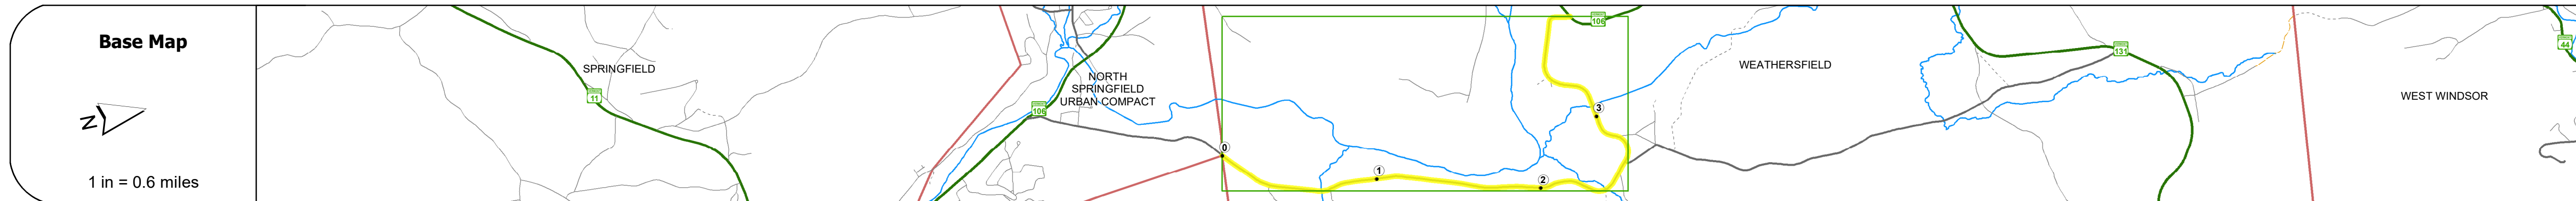 Base Map
N
1 in = 0.6 miles
SPRINGFIELD
11
NORTH
SPRINGFIELD
URBAN COMPACT
106
0
1
2
3
106
WEATHERSFIELD
131
WEST WINDSOR
44